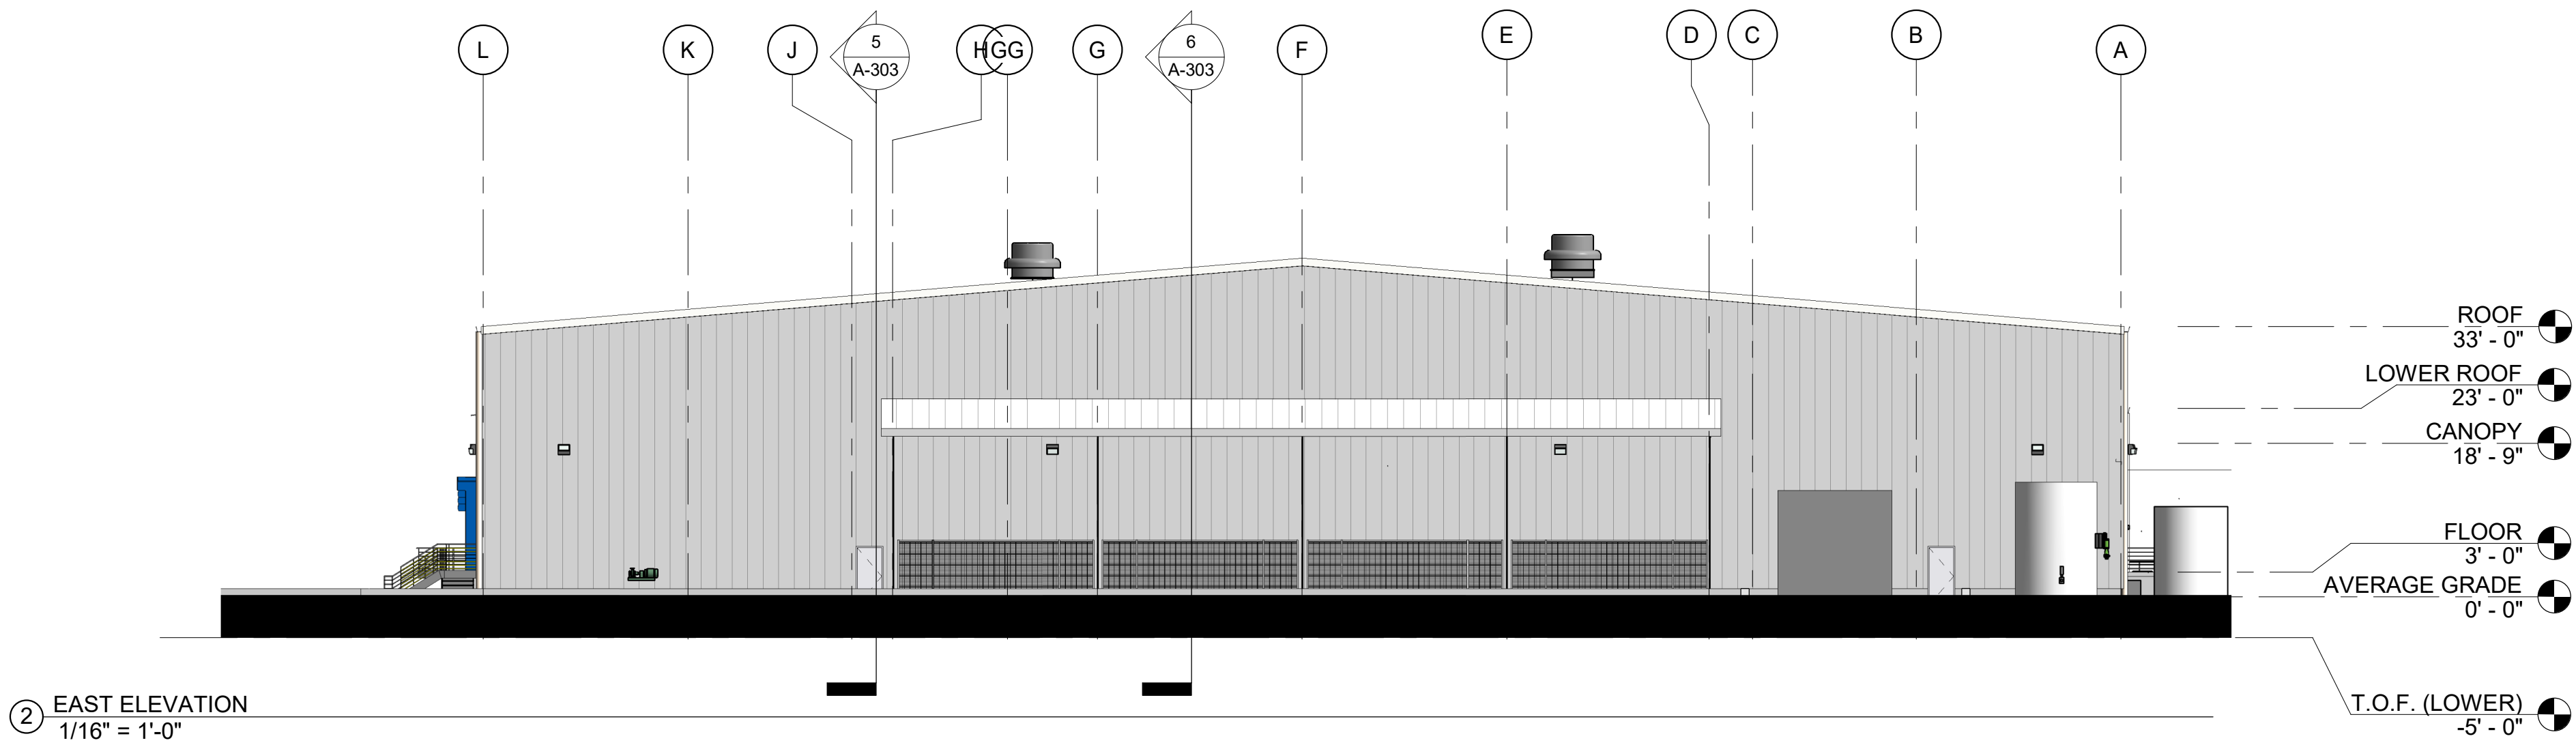 L
K
J
5
A-303
H
GG
G
6
A-303
F
E
D
C
B
A
ROOF
33' - 0"
LOWER ROOF
23' - 0"
CANOPY
18' - 9"
FLOOR
3' - 0"
AVERAGE GRADE
0' - 0"
T.O.F. (LOWER)
-5' - 0"
2
EAST ELEVATION
1/16" = 1'-0"